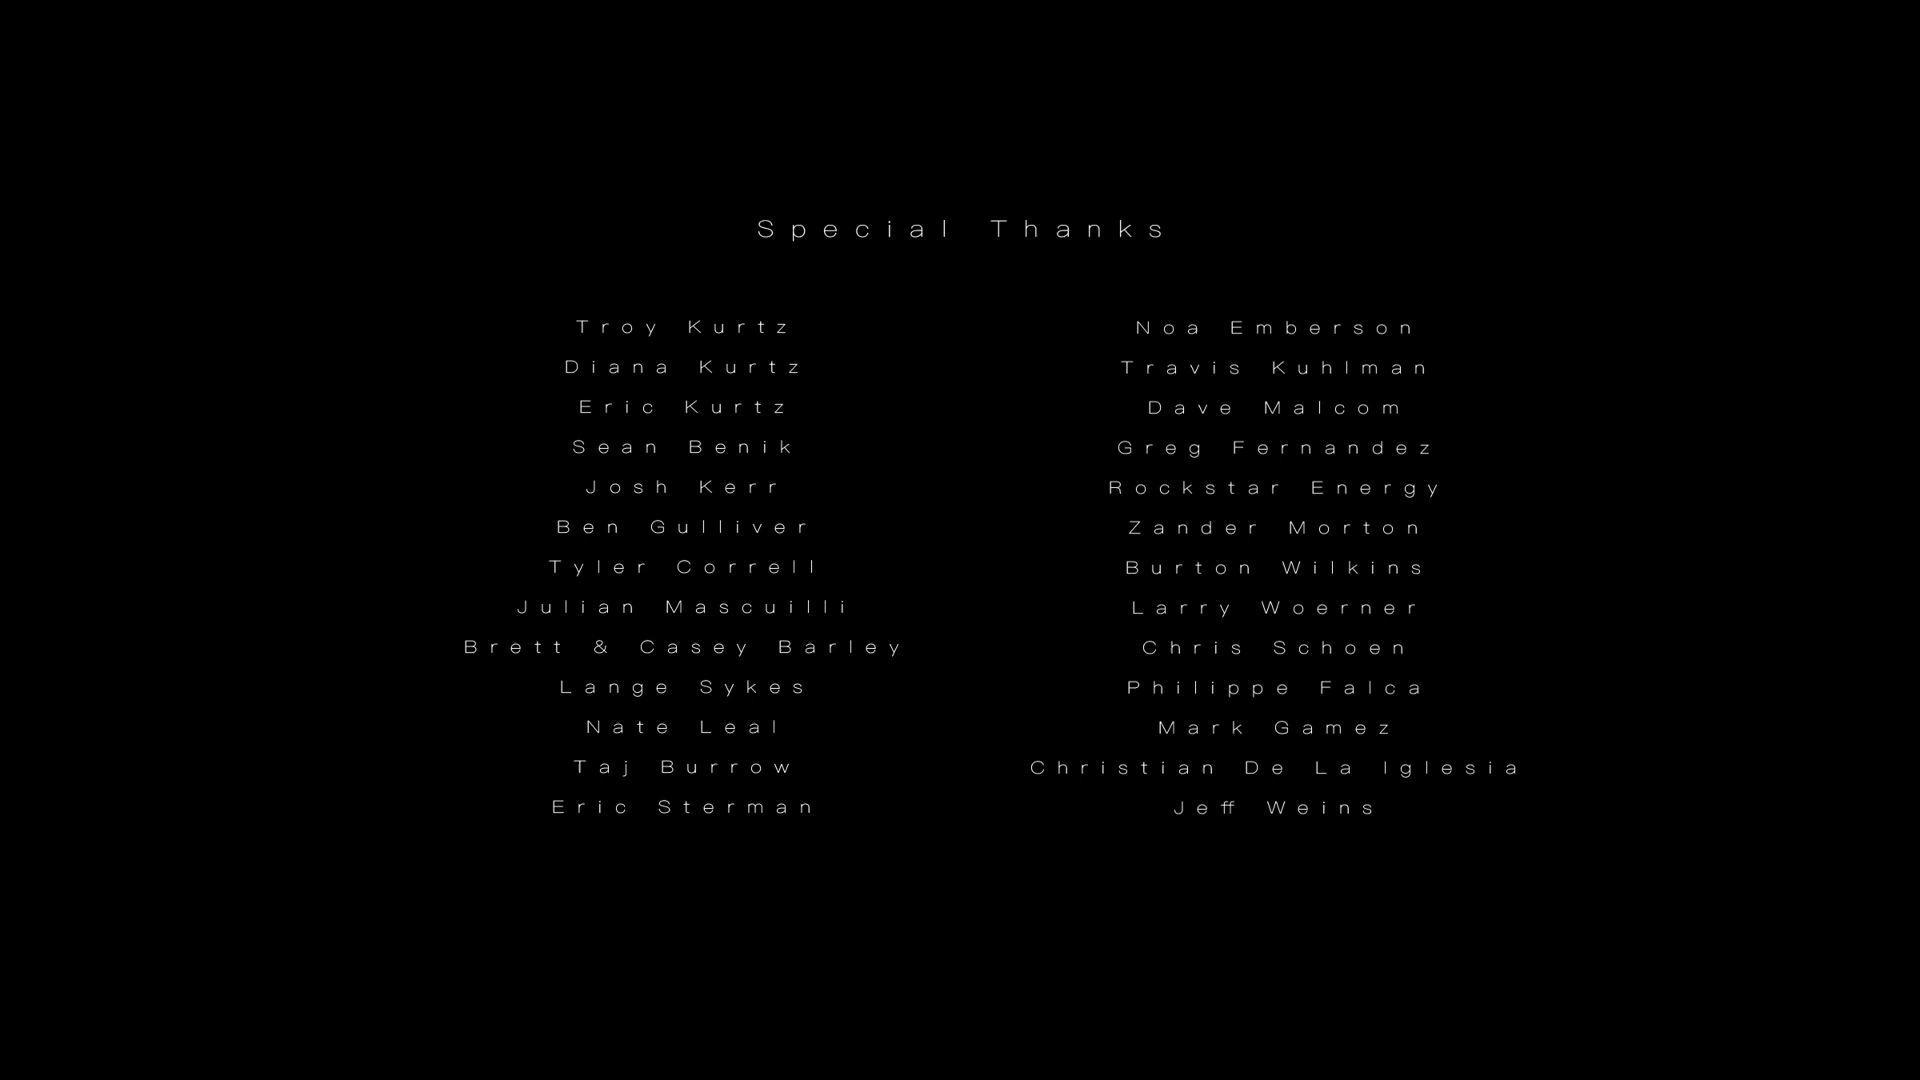 Special Thanks
Troy Kurtz
Diana Kurtz
Eric Kurtz
Sean Benik
Josh Kerr
Ben Gulliver
Tyler Correll
Julian Mascuilli
Brett & Casey Barley
Lange Sykes
Nate Leal
Taj Burrow
Eric Sterman
Noa Emberson
Travis Kuhlman
Dave Malcom
Greg Fernandez
Rockstar Energy
Zander Morton
Burton Wilkins
Larry Woerner
Chris Schoen
Philippe Falca
Mark Gamez
Christian De La Iglesia
Jeff Weins